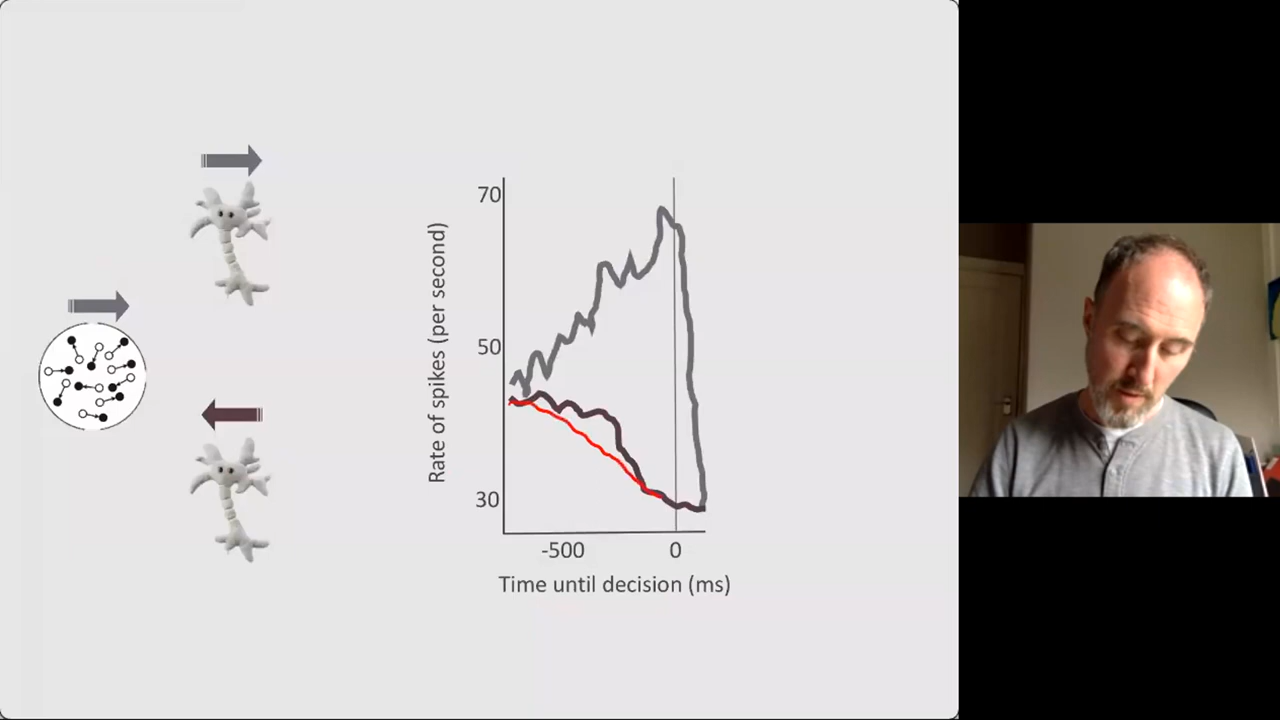 70
50
30
Rate of spikes (per second)
-500 0
Time until decision (ms)